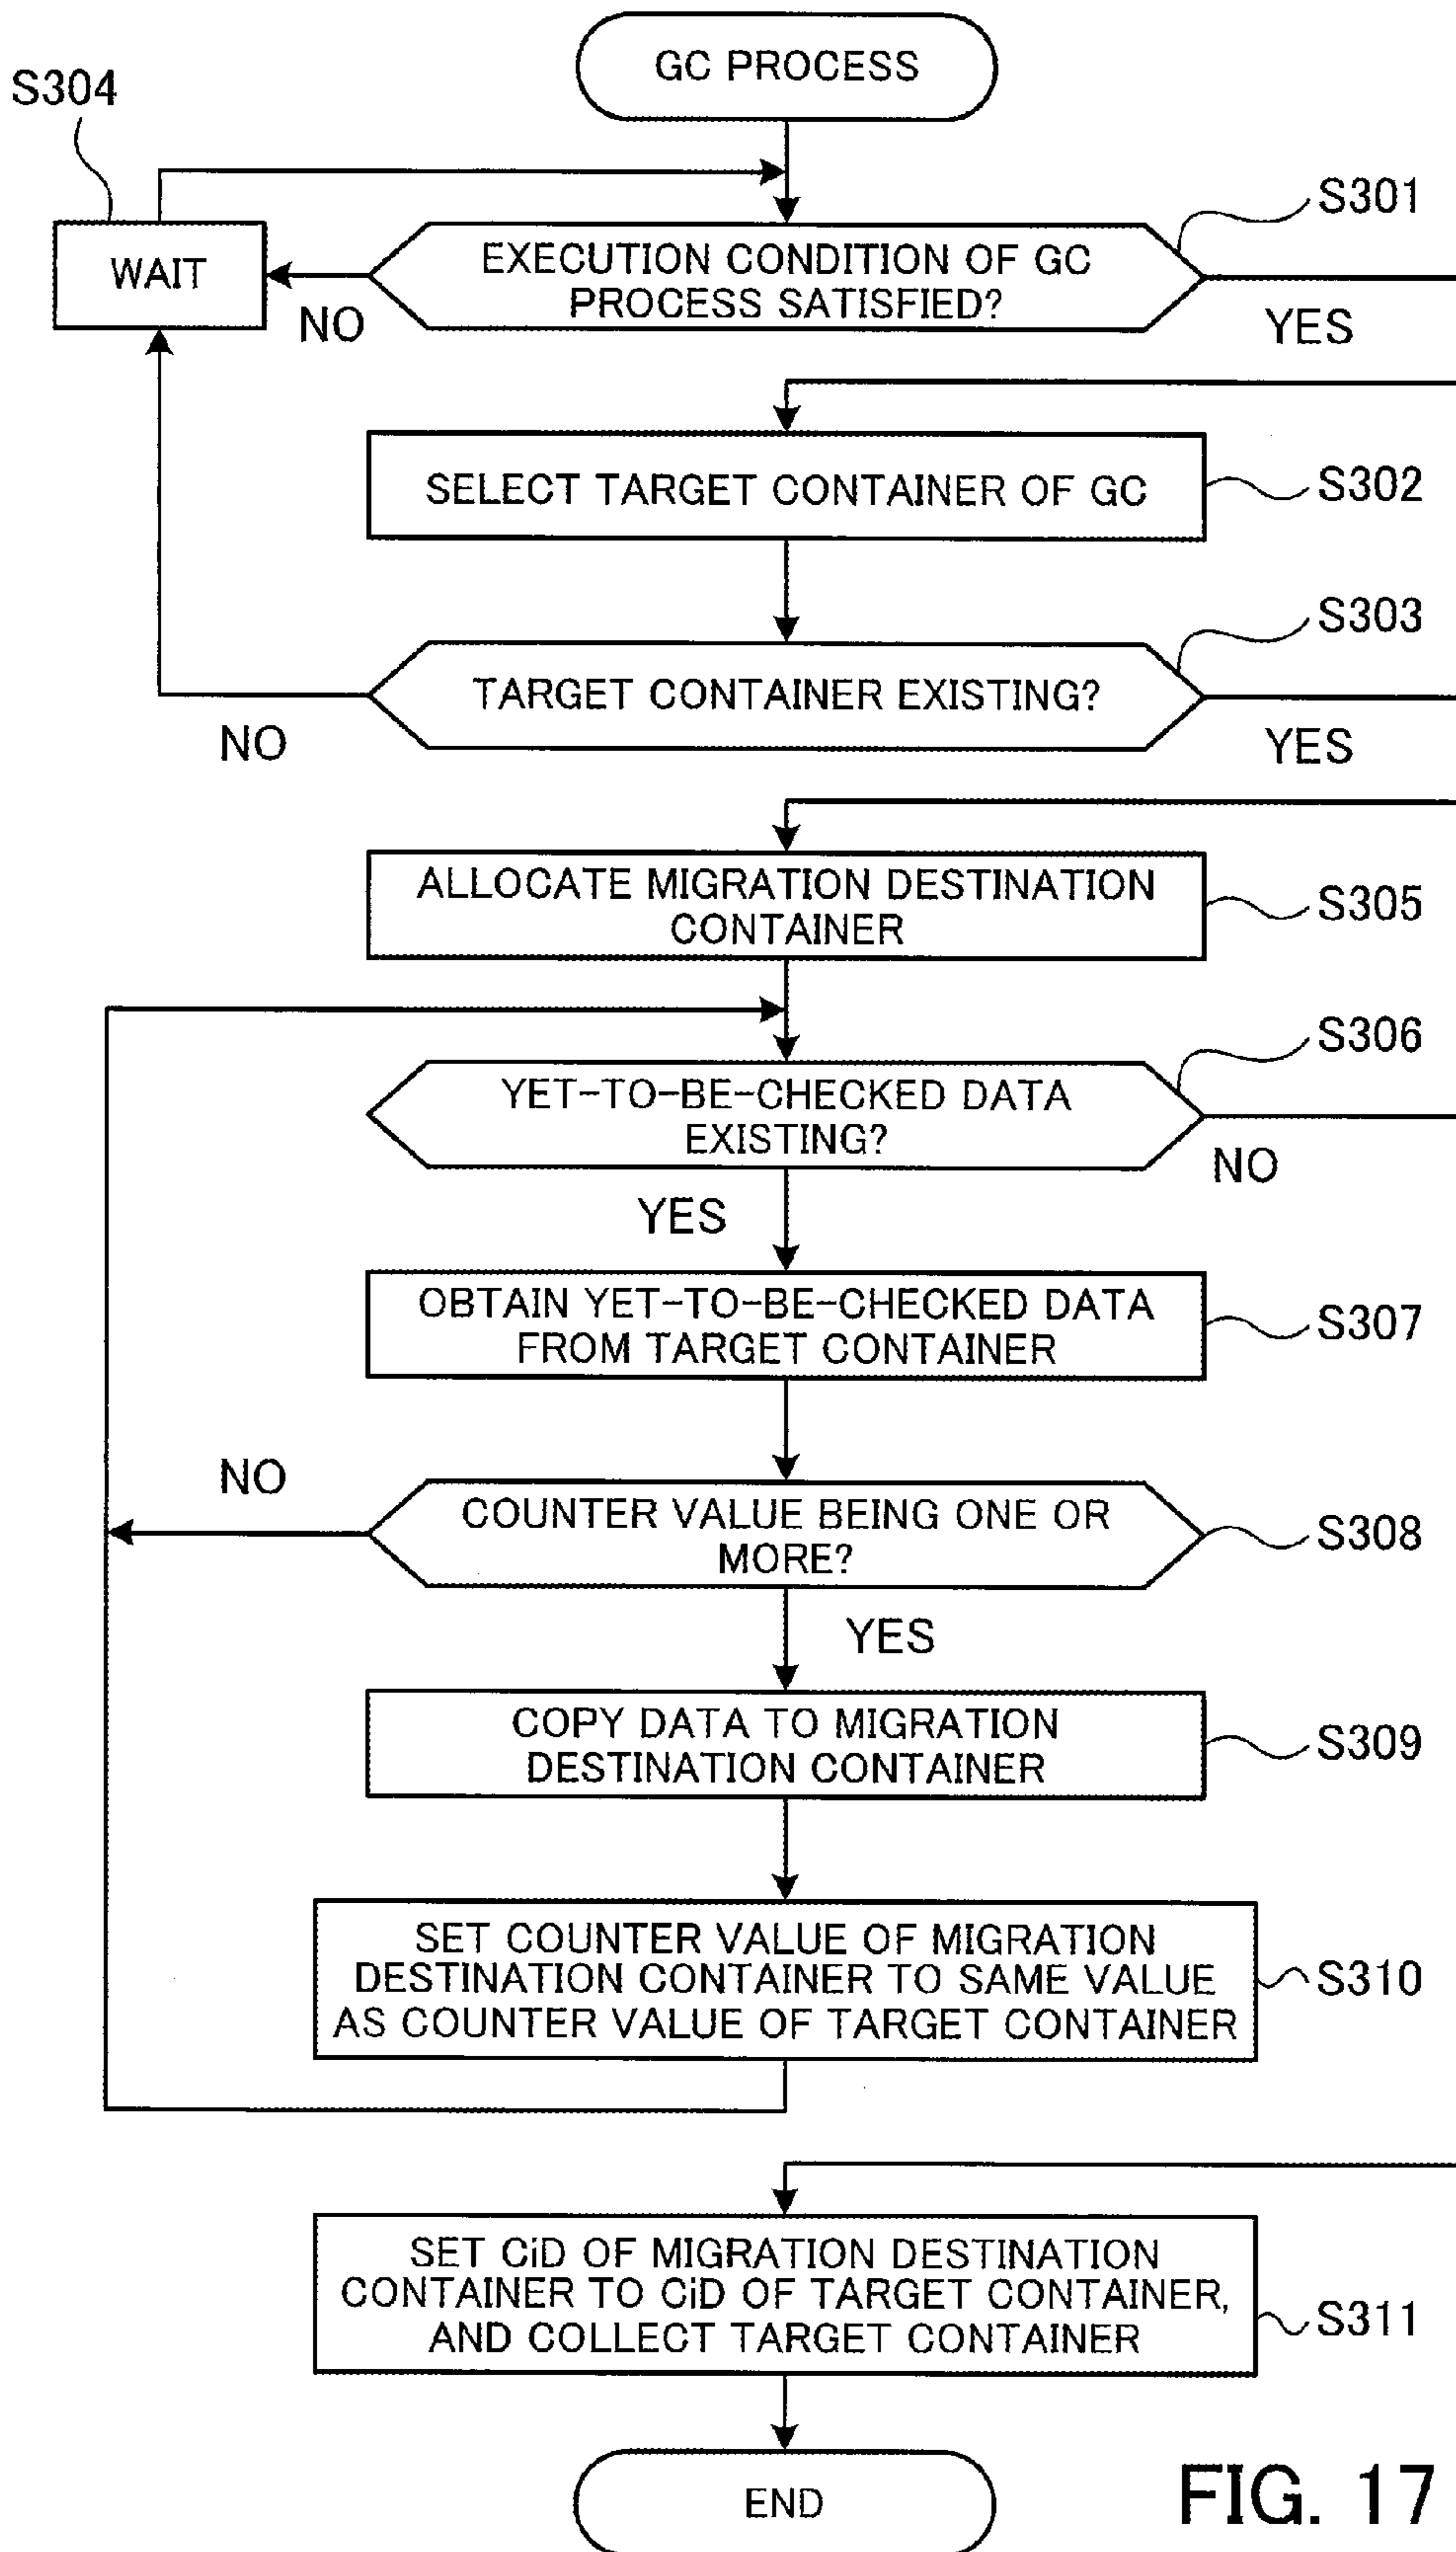 GC PROCESS
S304
S301
WAIT
EXECUTION CONDITION OF GC
PROCESS SATISFIED?
NO
YES
SELECT TARGET CONTAINER OF GC
S302
S303
TARGET CONTAINER EXISTING?
NO
YES
ALLOCATE MIGRATION DESTINATION
CONTAINER
S305
S306
YET-TO-BE-CHECKED DATA
EXISTING?
NO
YES
OBTAIN YET-TO-BE-CHECKED DATA
FROM TARGET CONTAINER
S307
NO
COUNTER VALUE BEING ONE OR
MORE?
S308
YES
COPY DATA TO MIGRATION
DESTINATION CONTAINER
S309
SET COUNTER VALUE OF MIGRATION
DESTINATION CONTAINER TO SAME VALUE
AS COUNTER VALUE OF TARGET CONTAINER
S310
SET CiD OF MIGRATION DESTINATION
CONTAINER TO CiD OF TARGET CONTAINER,
AND COLLECT TARGET CONTAINER
S311
END
FIG. 17